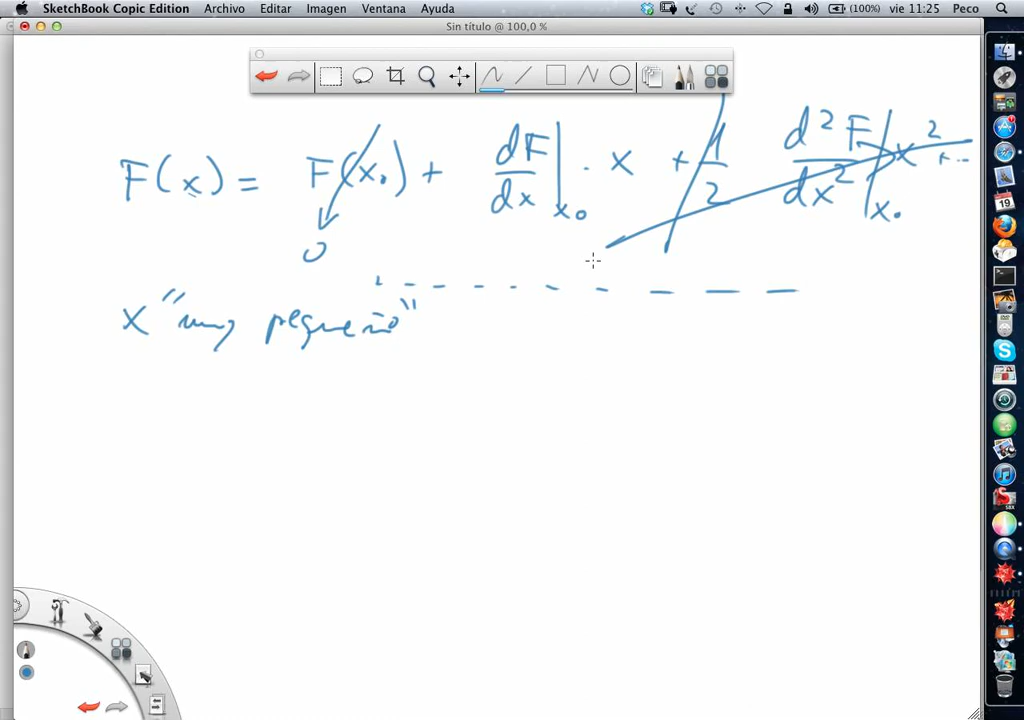 SketchBook Copic Edition Archivo Editar Imagen Ventana Ayuda (100%) vie 11:25 Peco
Sin título @ 100,0 %
F(x) = F(x₀) + dF/dx |x₀ · x + 1/2 d²F/dx² |x₀ x² + ...
0
x "muy pequeño"